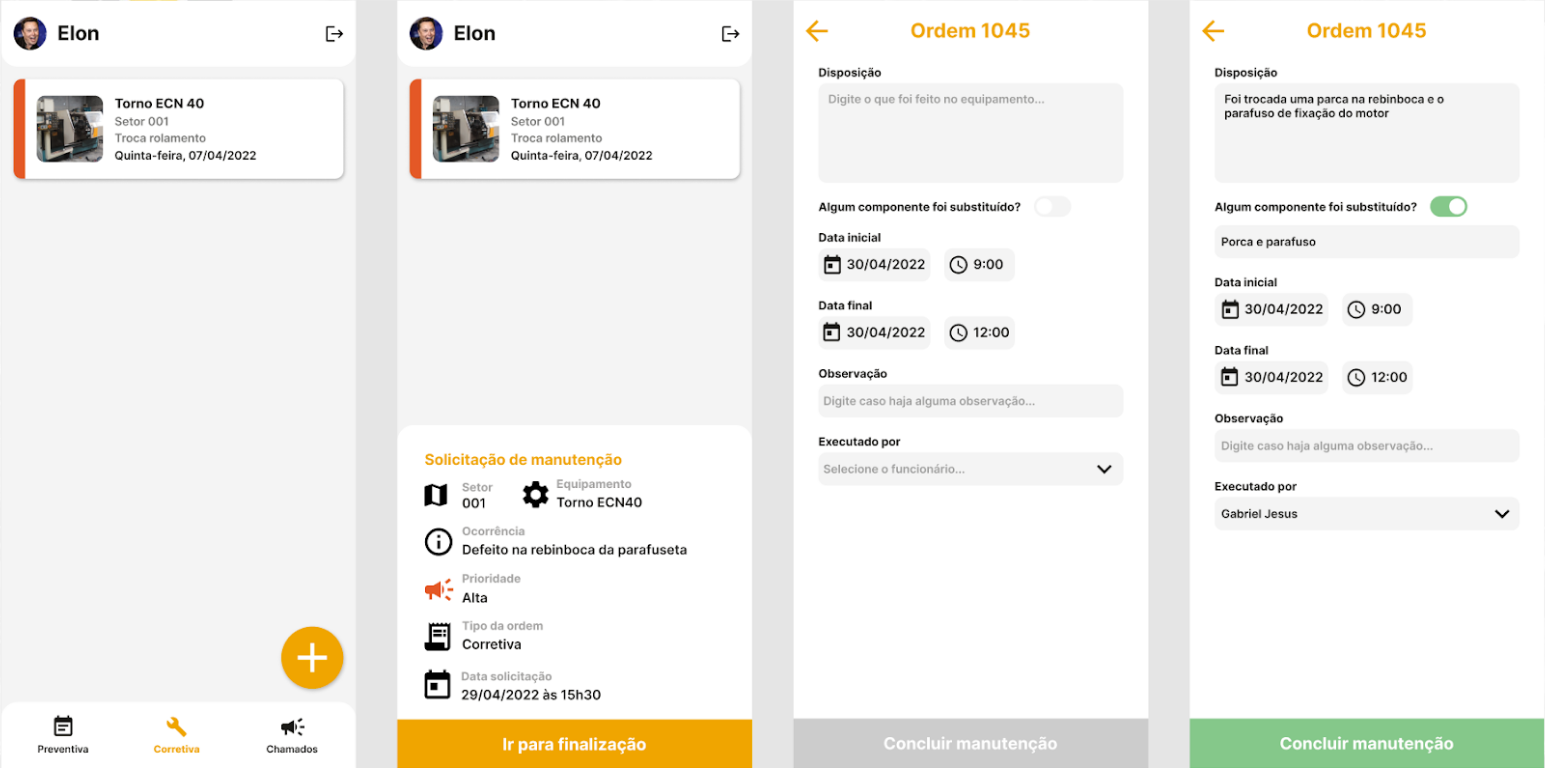 Elon
Torno ECN 40
Setor 001
Troca rolamento
Quinta-feira, 07/04/2022
Preventiva
Corretiva
Chamados
Elon
Torno ECN 40
Setor 001
Troca rolamento
Quinta-feira, 07/04/2022
Solicitação de manutenção
Setor
001
Equipamento
Torno ECN40
Ocorrência
Defeito na rebinboca da parafuseta
Prioridade
Alta
Tipo da ordem
Corretiva
Data solicitação
29/04/2022 às 15h30
Ir para finalização
Ordem 1045
Disposição
Digite o que foi feito no equipamento...
Algum componente foi substituído?
Data inicial
30/04/2022 9:00
Data final
30/04/2022 12:00
Observação
Digite caso haja alguma observação...
Executado por
Selecione o funcionário...
Concluir manutenção
Ordem 1045
Disposição
Foi trocada uma parca na rebinboca e o
parafuso de fixação do motor
Algum componente foi substituído?
Porca e parafuso
Data inicial
30/04/2022 9:00
Data final
30/04/2022 12:00
Observação
Digite caso haja alguma observação...
Executado por
Gabriel Jesus
Concluir manutenção